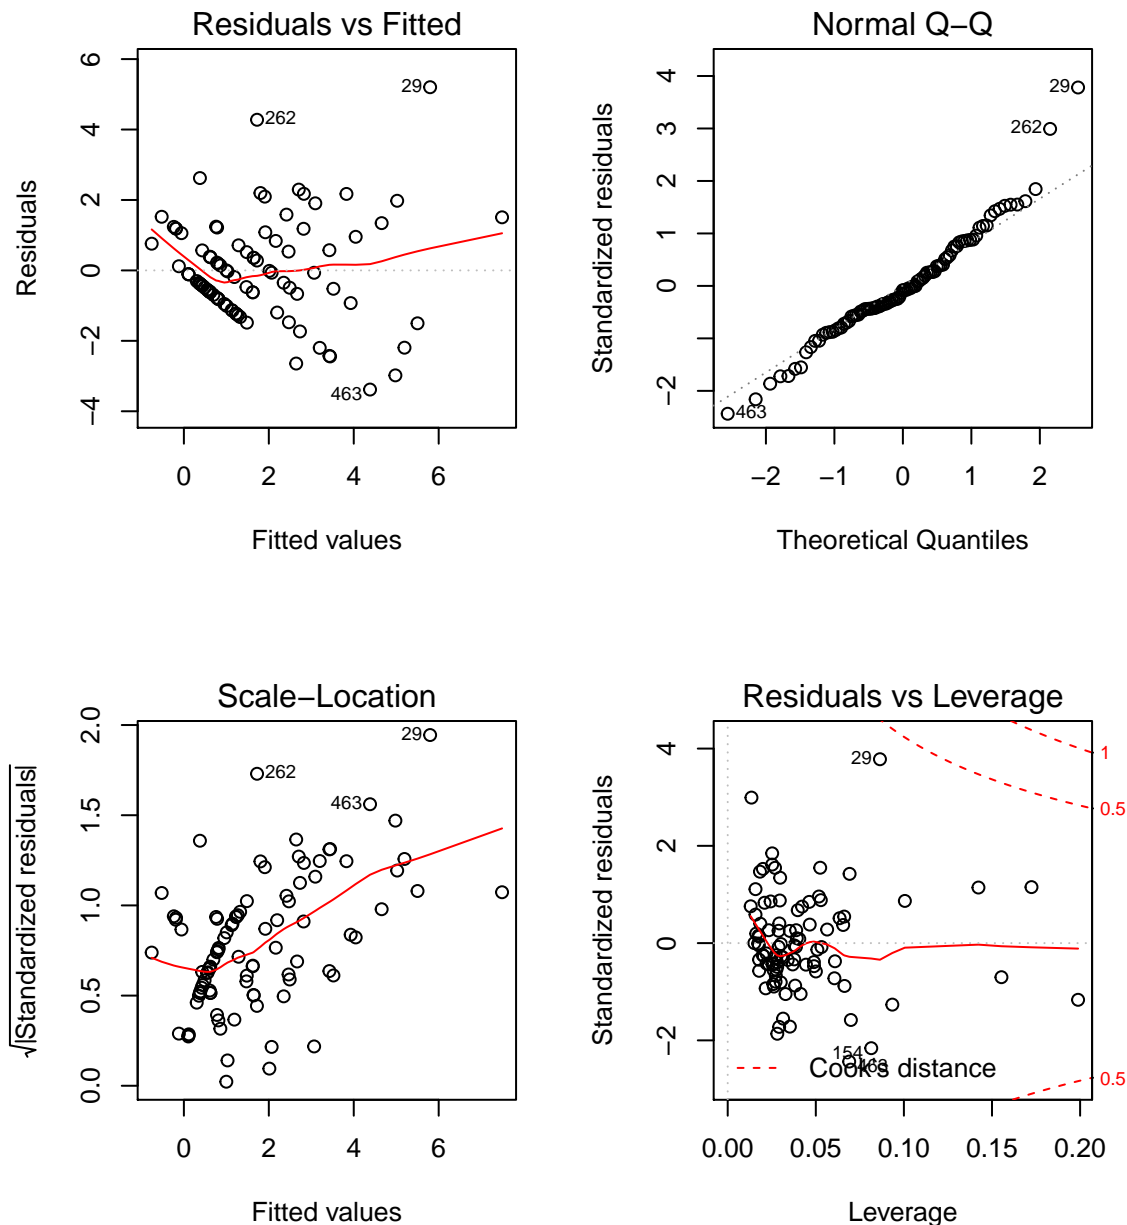 Residuals vs Fitted
Residuals
6
4
2
0
−2
−4
29
262
463
0 2 4 6
Fitted values
Normal Q−Q
Standardized residuals
4
3
2
1
0
−2
29
262
463
−2 −1 0 1 2
Theoretical Quantiles
Scale−Location
√|Standardized residuals|
2.0
1.5
1.0
0.5
0.0
29
262
463
0 2 4 6
Fitted values
Residuals vs Leverage
Standardized residuals
4
2
0
−2
29
1
0.5
154
463
Cook's distance
0.5
0.00 0.05 0.10 0.15 0.20
Leverage